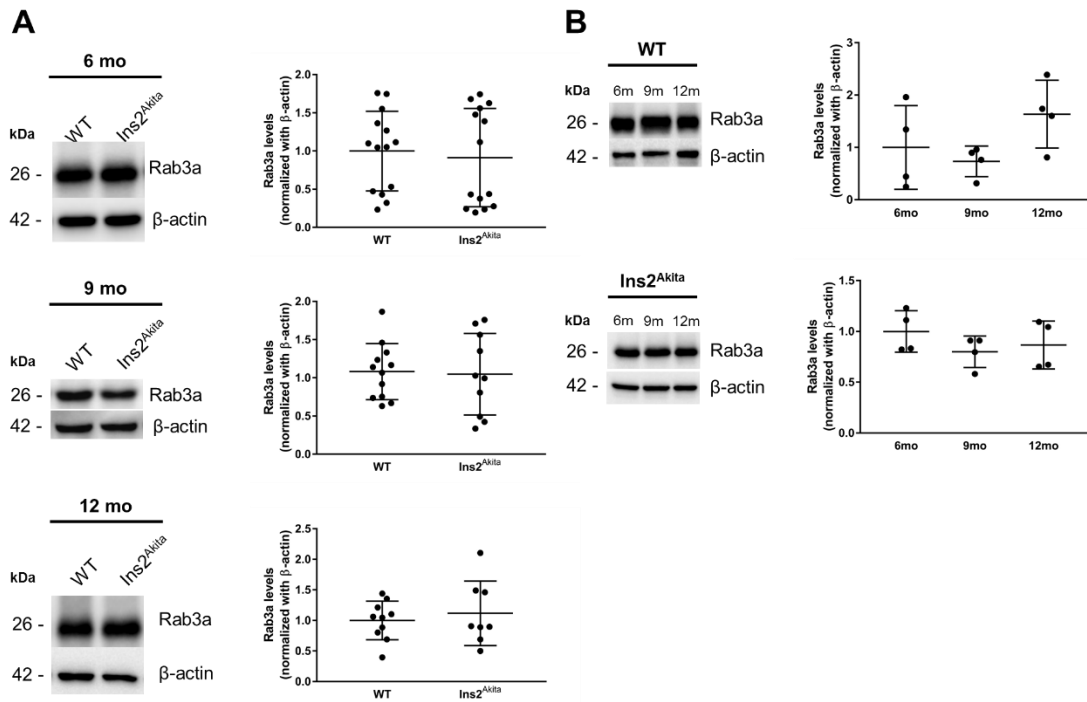 A
6 mo
WT
Ins2Akita
kDa
26 -
Rab3a
42 -
β-actin
2.0
1.5
1.0
0.5
0.0
Rab3a levels
(normalized with β-actin)
WT
Ins2Akita
9 mo
WT
Ins2Akita
kDa
26 -
Rab3a
42 -
β-actin
2.0
1.5
1.0
0.5
0.0
Rab3a levels
(normalized with β-actin)
WT
Ins2Akita
12 mo
WT
Ins2Akita
kDa
26 -
Rab3a
42 -
β-actin
2.5
2.0
1.5
1.0
0.5
0.0
Rab3a levels
(normalized with β-actin)
WT
Ins2Akita
B
WT
kDa
6m 9m 12m
26 -
Rab3a
42 -
β-actin
3
2
1
0
Rab3a levels
(normalized with β-actin)
6mo
9mo
12mo
Ins2Akita
kDa
6m 9m 12m
26 -
Rab3a
42 -
β-actin
1.5
1.0
0.5
0.0
Rab3a levels
(normalized with β-actin)
6mo
9mo
12mo